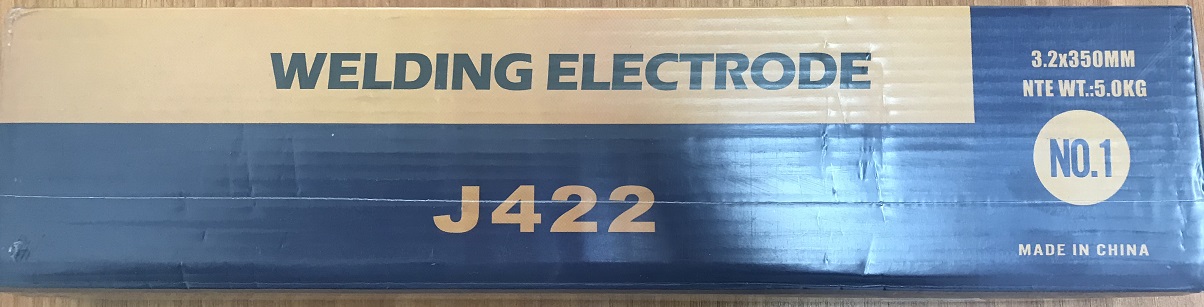 WELDING ELECTRODE
J422
3.2x350MM
NTE WT.:5.0KG
NO.1
MADE IN CHINA